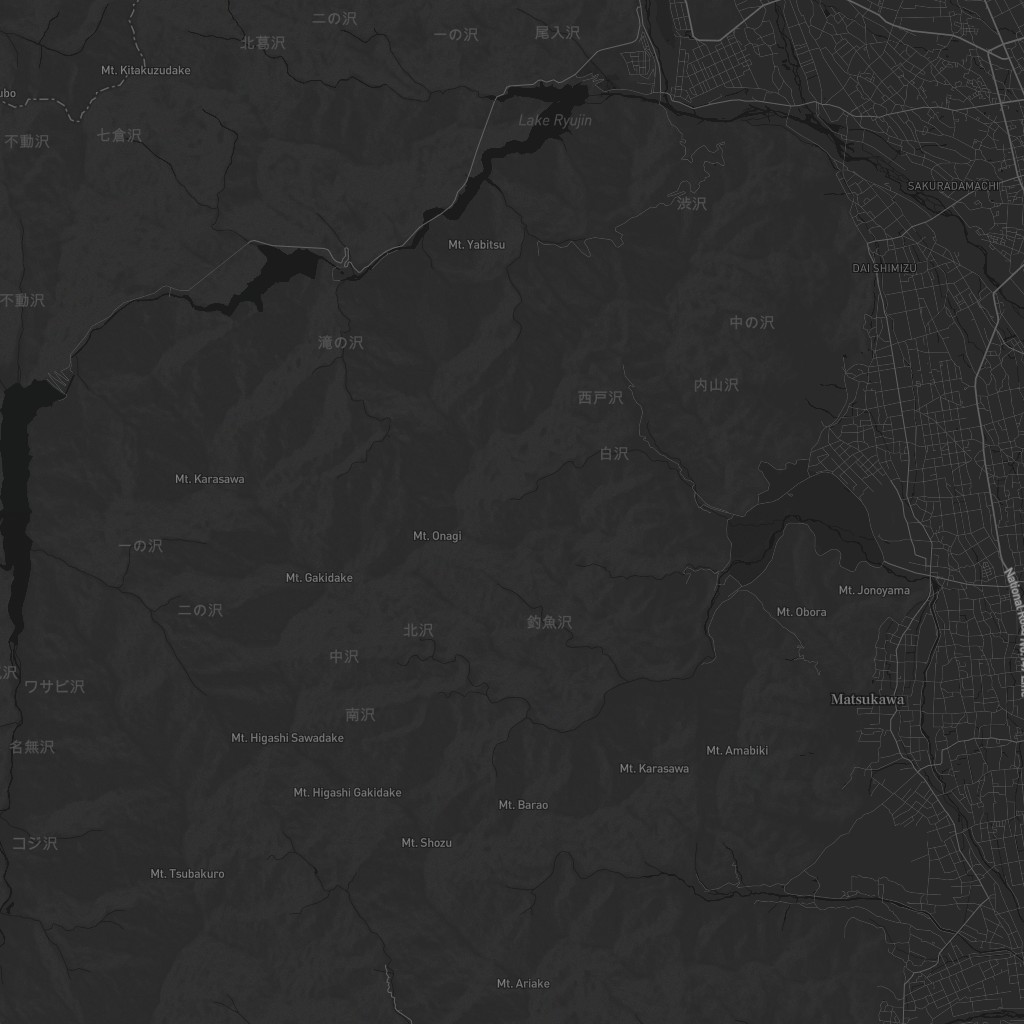 二の沢
一の沢
尾入沢
北葛沢
Mt. Kitakuzudake
ubo
Lake Ryujin
七倉沢
不動沢
SAKURADAMACHI
渋沢
Mt. Yabitsu
DAI SHIMIZU
不動沢
中の沢
滝の沢
内山沢
西戸沢
白沢
Mt. Karasawa
Mt. Onagi
一の沢
Mt. Gakidake
Mt. Jonoyama
二の沢
Mt. Obora
釣魚沢
北沢
中沢
沢
ワサビ沢
Matsukawa
南沢
Mt. Higashi Sawadake
名無沢
Mt. Amabiki
Mt. Karasawa
Mt. Higashi Gakidake
Mt. Barao
Mt. Shozu
コジ沢
Mt. Tsubakuro
Mt. Ariake